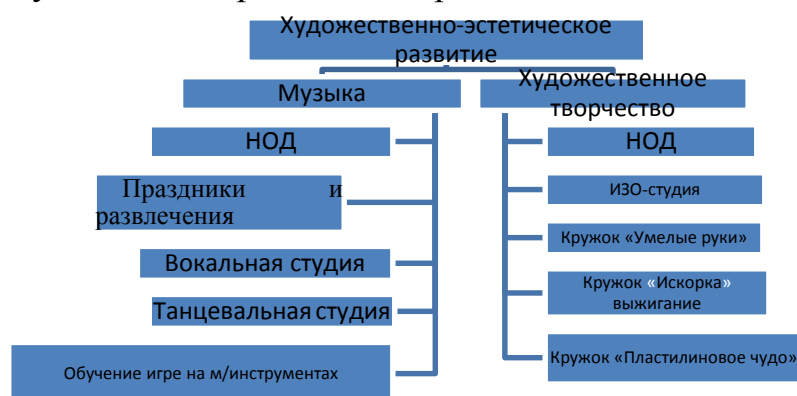 Художественно-эстетическое
развитие
Музыка
НОД
Праздники и
развлечения
Вокальная студия
Танцевальная студия
Обучение игре на м/инструментах
Художественное
творчество
НОД
ИЗО-студия
Кружок «Умелые руки»
Кружок «Искорка»
выжигание
Кружок «Пластилиновое чудо»